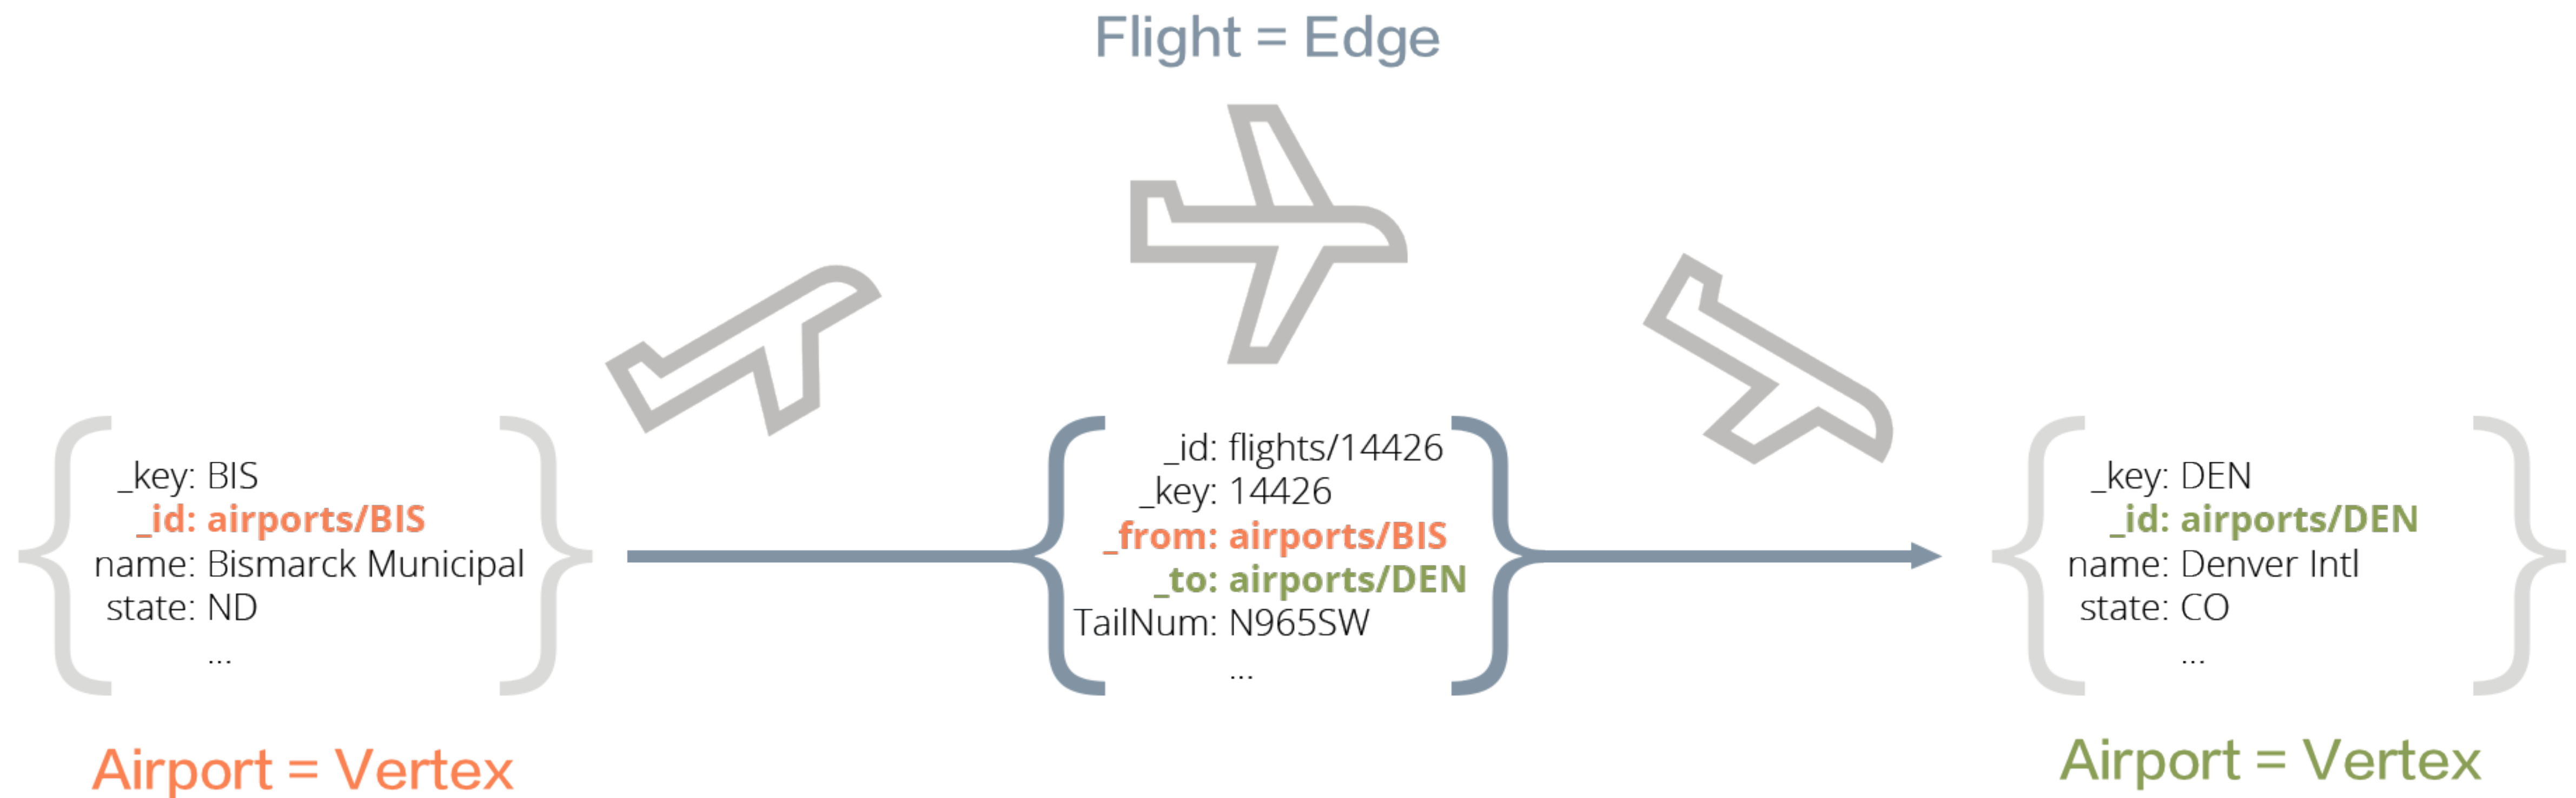 Flight = Edge
_key: BIS
_id: airports/BIS
name: Bismarck Municipal
state: ND
...
_id: flights/14426
_key: 14426
_from: airports/BIS
_to: airports/DEN
TailNum: N965SW
...
_key: DEN
_id: airports/DEN
name: Denver Intl
state: CO
...
Airport = Vertex
Airport = Vertex